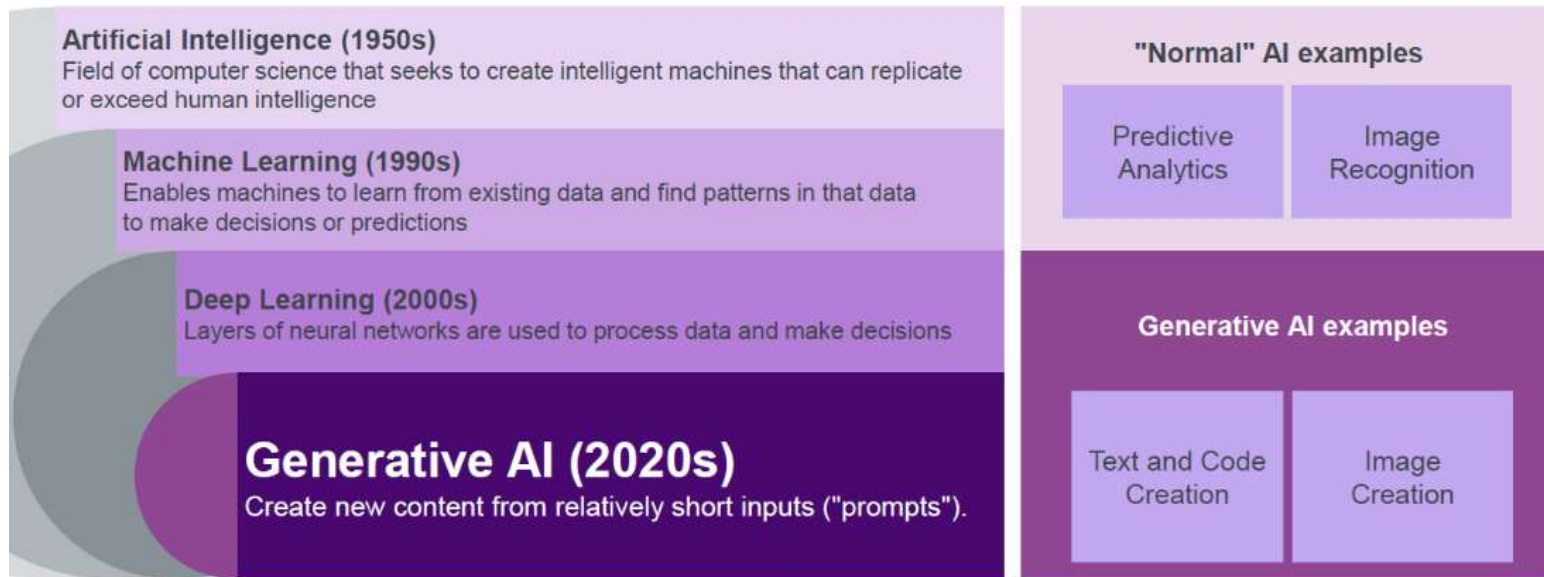 Artificial Intelligence (1950s)
Field of computer science that seeks to create intelligent machines that can replicate
or exceed human intelligence
Machine Learning (1990s)
Enables machines to learn from existing data and find patterns in that data
to make decisions or predictions
Deep Learning (2000s)
Layers of neural networks are used to process data and make decisions
Generative AI (2020s)
Create new content from relatively short inputs ("prompts").
"Normal" AI examples
Predictive
Analytics
Image
Recognition
Generative AI examples
Text and Code
Creation
Image
Creation